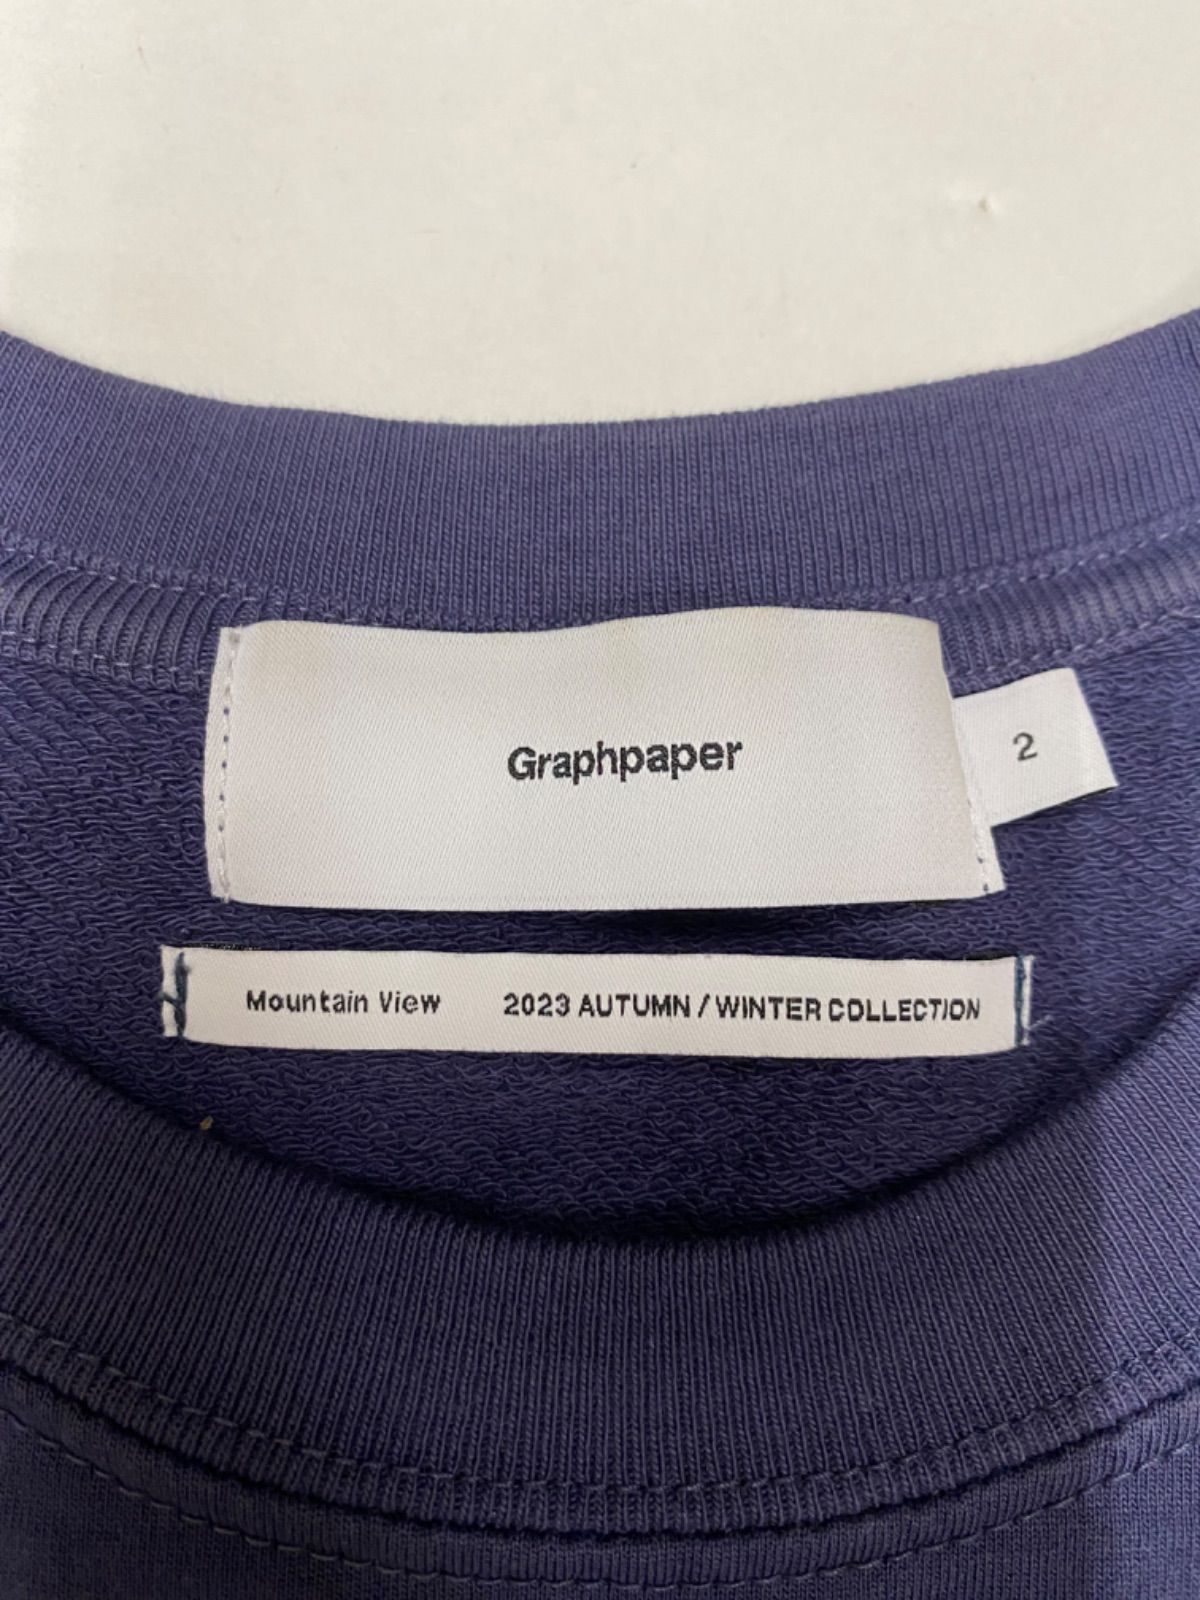 Graphpaper
2
Mountain View 2023 AUTUMN / WINTER COLLECTION